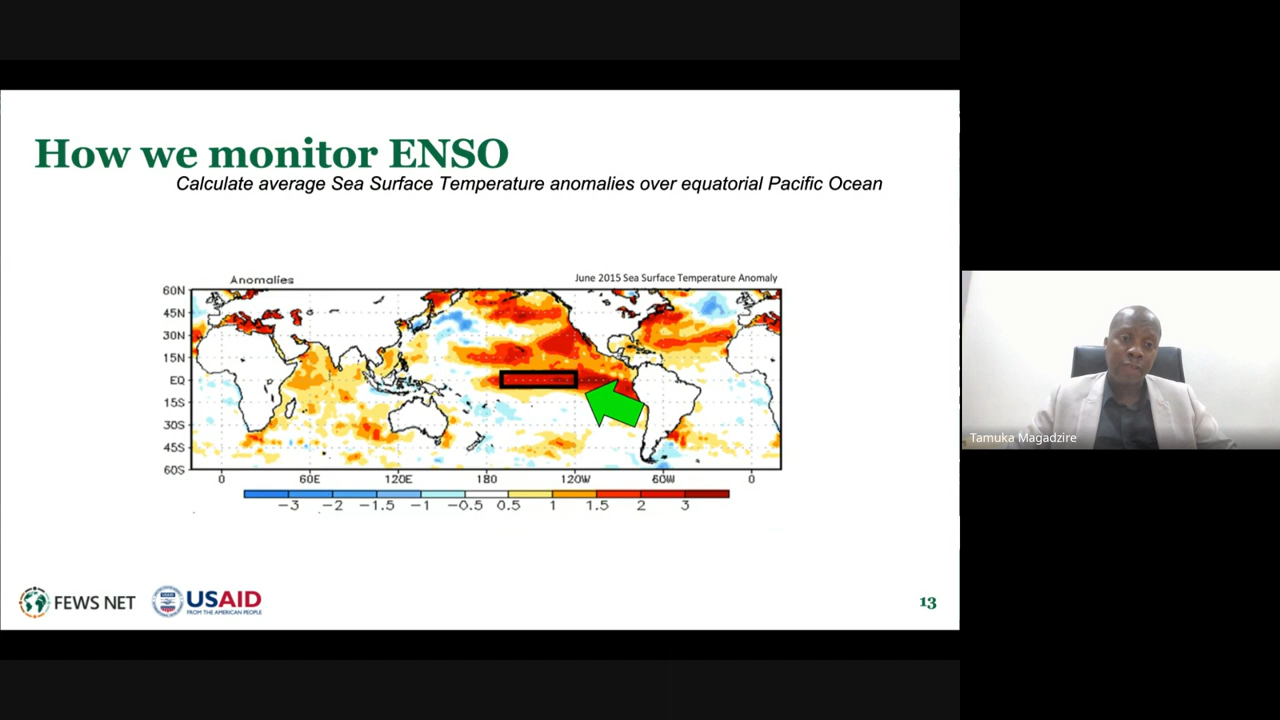 How we monitor ENSO
Calculate average Sea Surface Temperature anomalies over equatorial Pacific Ocean
Anomalies
June 2015 Sea Surface Temperature Anomaly
60N
45N
30N
15N
EQ
15S
30S
45S
60S
0 60E 120E 180 120W 60W 0
−3 −2 −1.5 −1 −0.5 0.5 1 1.5 2 3
FEWS NET
USAID
FROM THE AMERICAN PEOPLE
13
Tamuka Magadzire